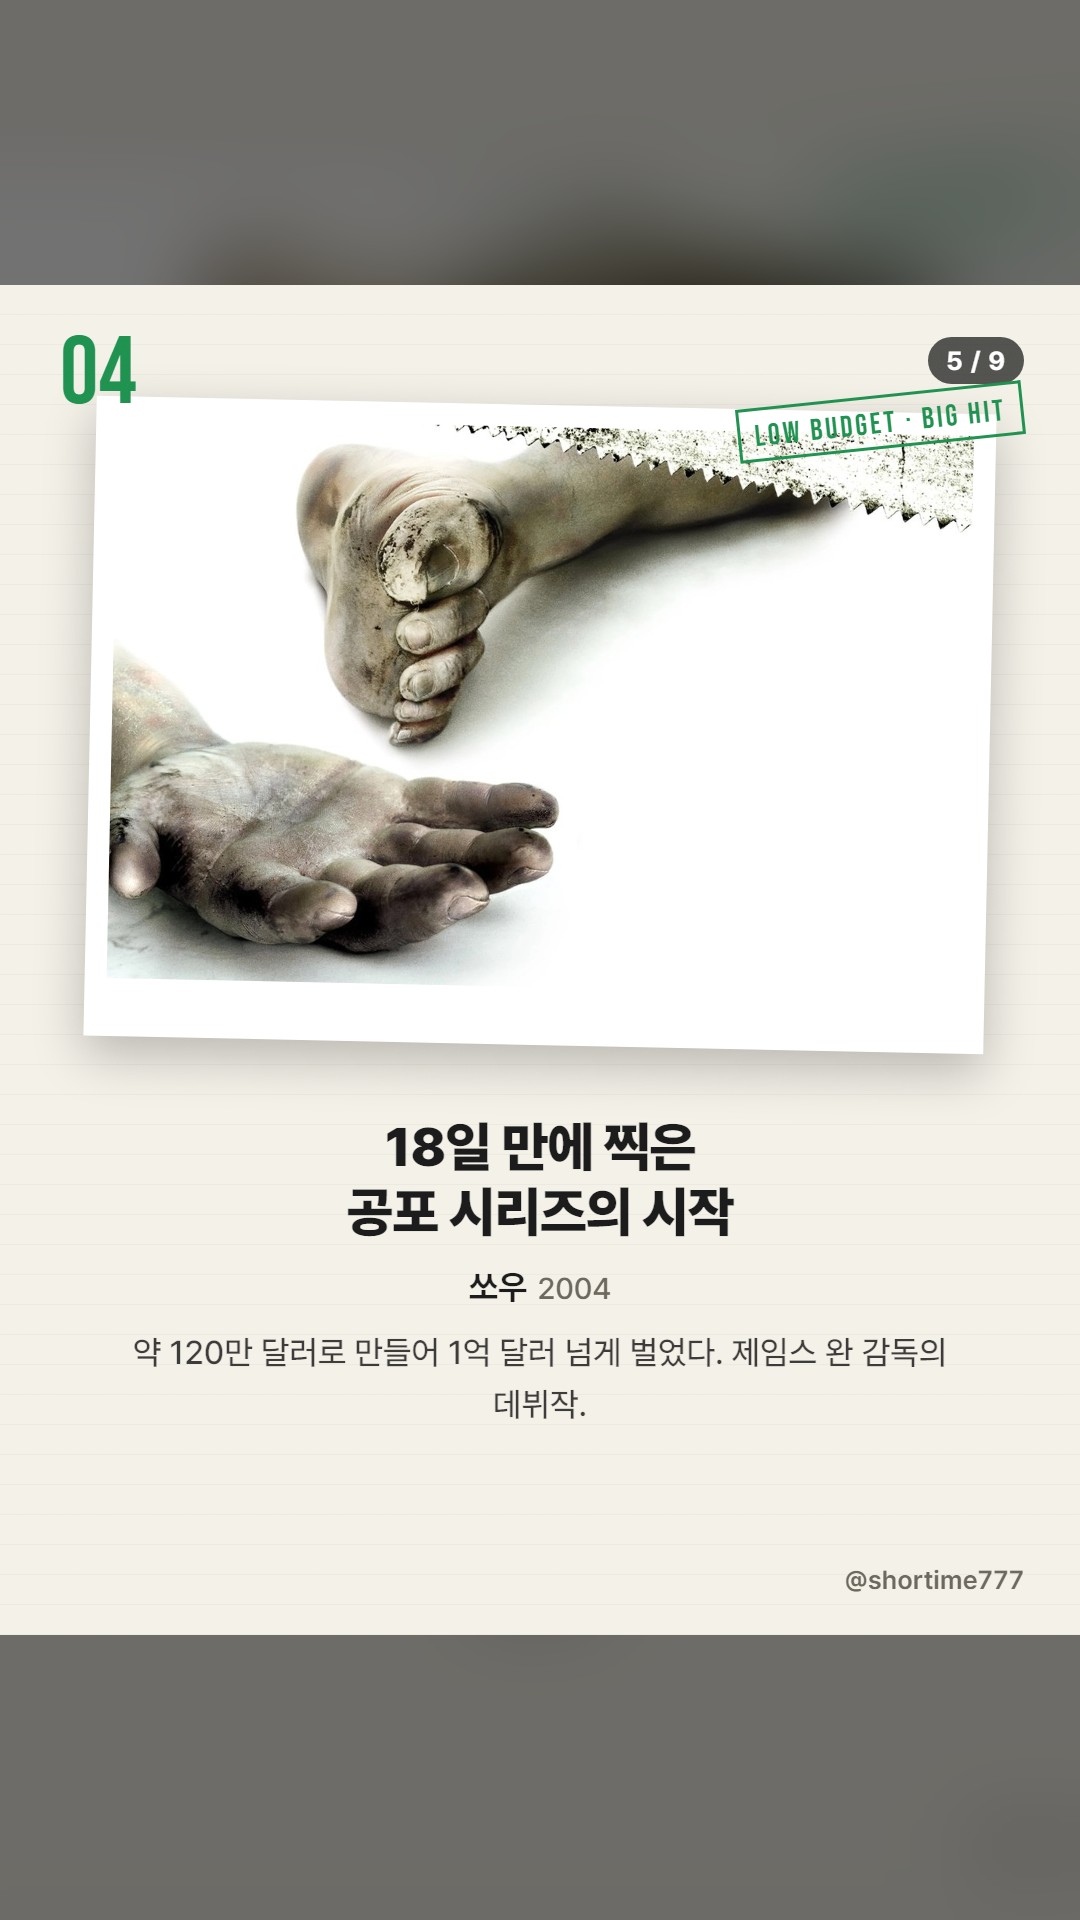 04
5 / 9
LOW BUDGET · BIG HIT
18일 만에 찍은
공포 시리즈의 시작
쏘우 2004
약 120만 달러로 만들어 1억 달러 넘게 벌었다. 제임스 완 감독의
데뷔작.
@shortime777